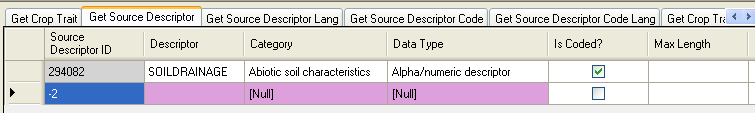 Get Crop Trait Get Source Descriptor Get Source Descriptor Lang Get Source Descriptor Code Get Source Descriptor Code Lang Get Crop Tra
Source Descriptor ID Descriptor Category Data Type Is Coded? Max Length
294082 SOILDRAINAGE Abiotic soil characteristics Alpha/numeric descriptor
-2 [Null] [Null]